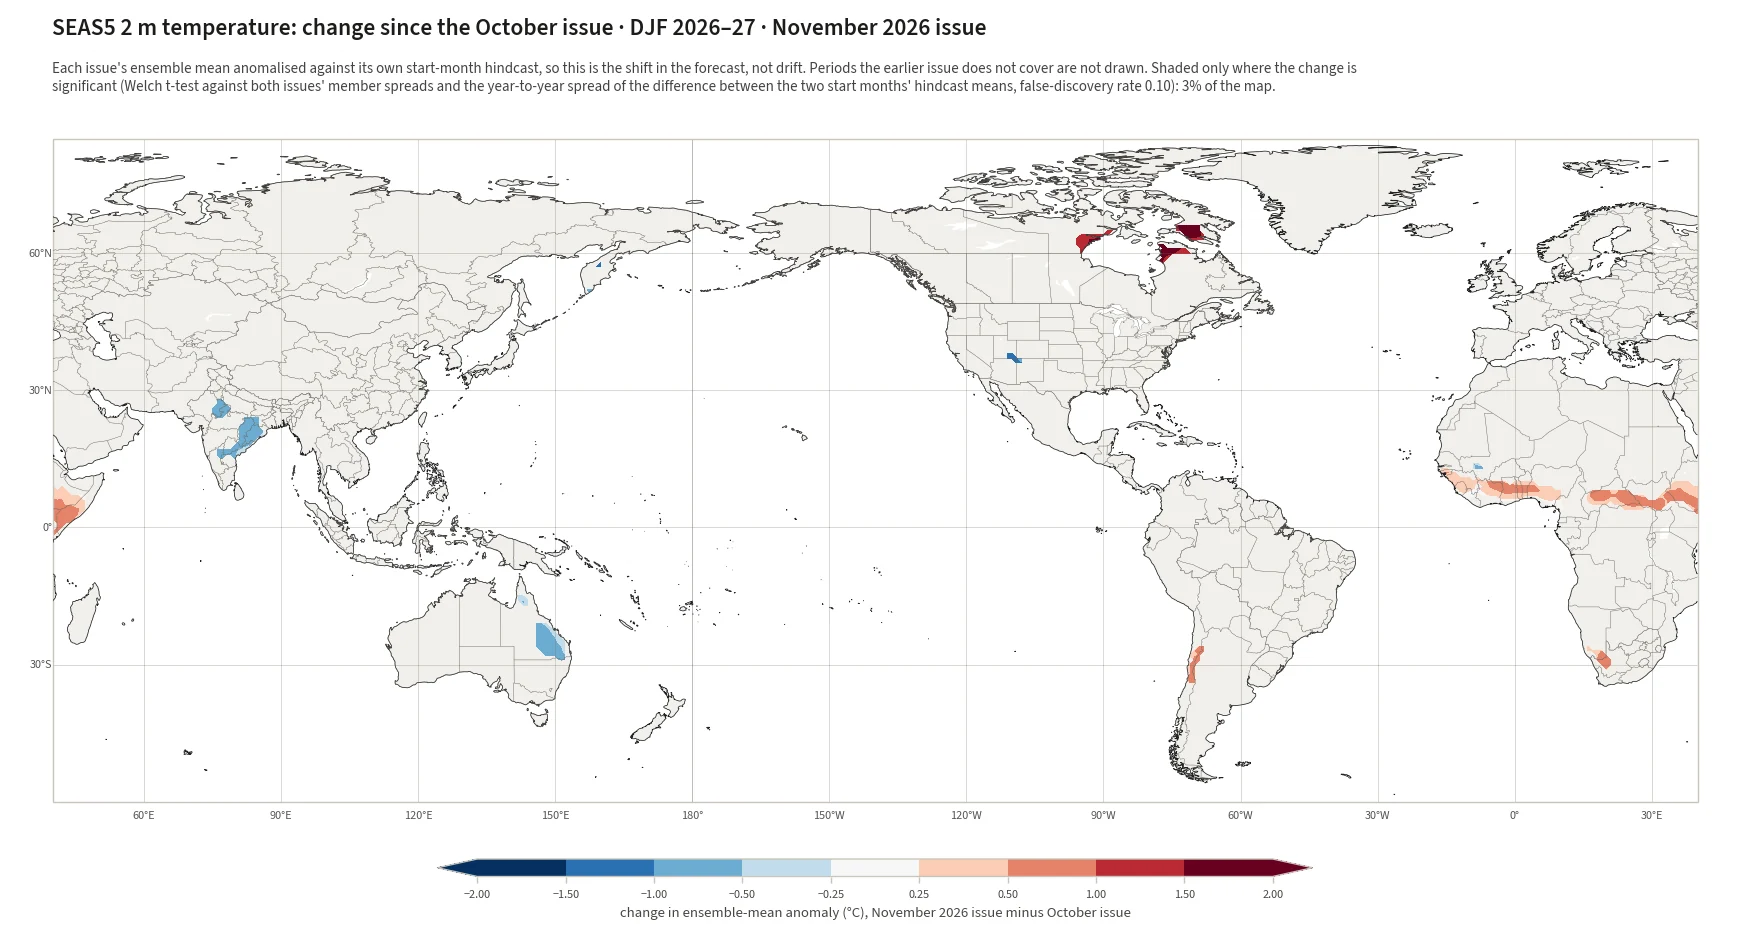 SEAS5 2 m temperature: change since the October issue · DJF 2026–27 · November 2026 issue
Each issue's ensemble mean anomalised against its own start-month hindcast, so this is the shift in the forecast, not drift. Periods the earlier issue does not cover are not drawn. Shaded only where the change is
significant (Welch t-test against both issues' member spreads and the year-to-year spread of the difference between the two start months' hindcast means, false-discovery rate 0.10): 3% of the map.
60°N
30°N
0°
30°S
60°E 90°E 120°E 150°E 180° 150°W 120°W 90°W 60°W 30°W 0° 30°E
−2.00 −1.50 −1.00 −0.50 −0.25 0.25 0.50 1.00 1.50 2.00
change in ensemble-mean anomaly (°C), November 2026 issue minus October issue